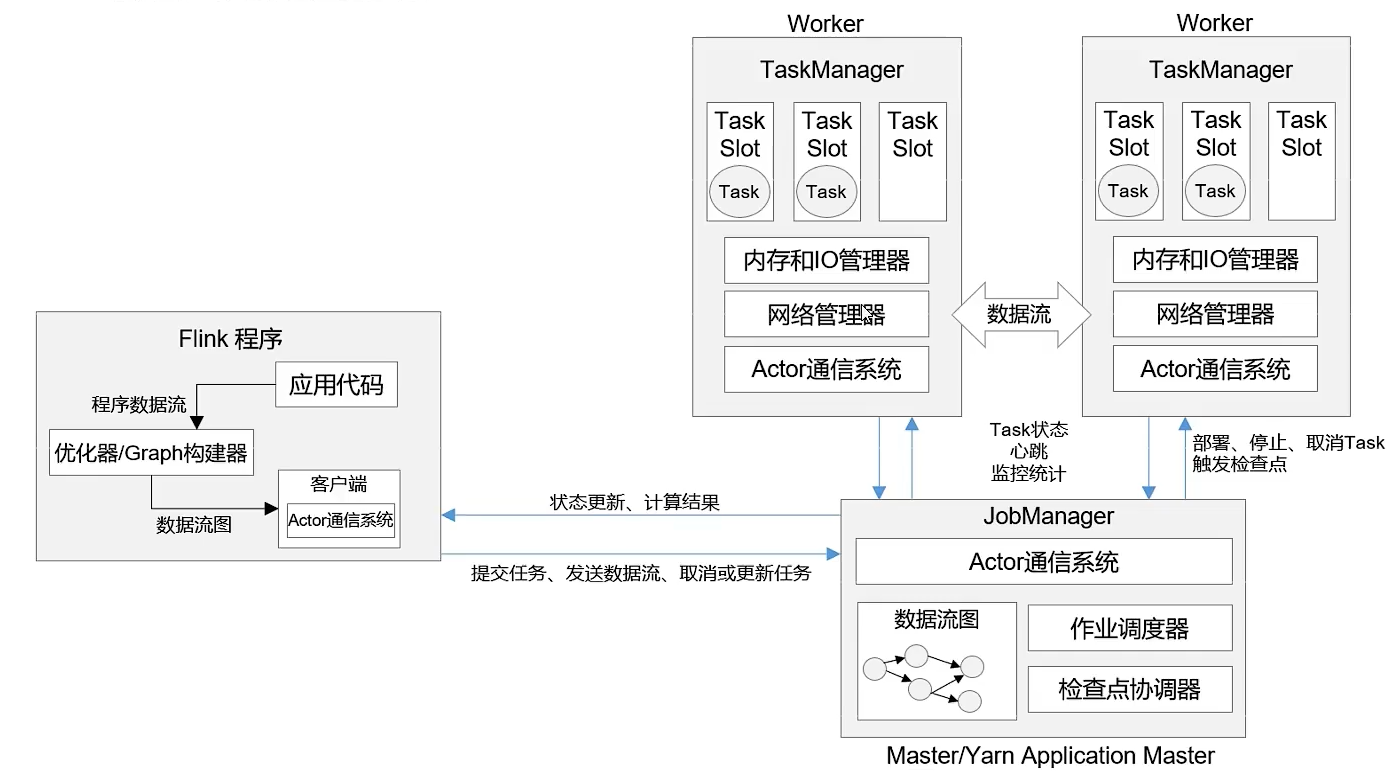 Worker
TaskManager
Task
Slot
Task
Task
Slot
Task
Task
Slot
内存和IO管理器
网络管理器
Actor通信系统
数据流
Worker
TaskManager
Task
Slot
Task
Task
Slot
Task
Task
Slot
内存和IO管理器
网络管理器
Actor通信系统
Flink 程序
应用代码
程序数据流
优化器/Graph构建器
数据流图
客户端
Actor通信系统
Task状态
心跳
监控统计
部署、停止、取消Task
触发检查点
状态更新、计算结果
提交任务、发送数据流、取消或更新任务
JobManager
Actor通信系统
数据流图
作业调度器
检查点协调器
Master/Yarn Application Master